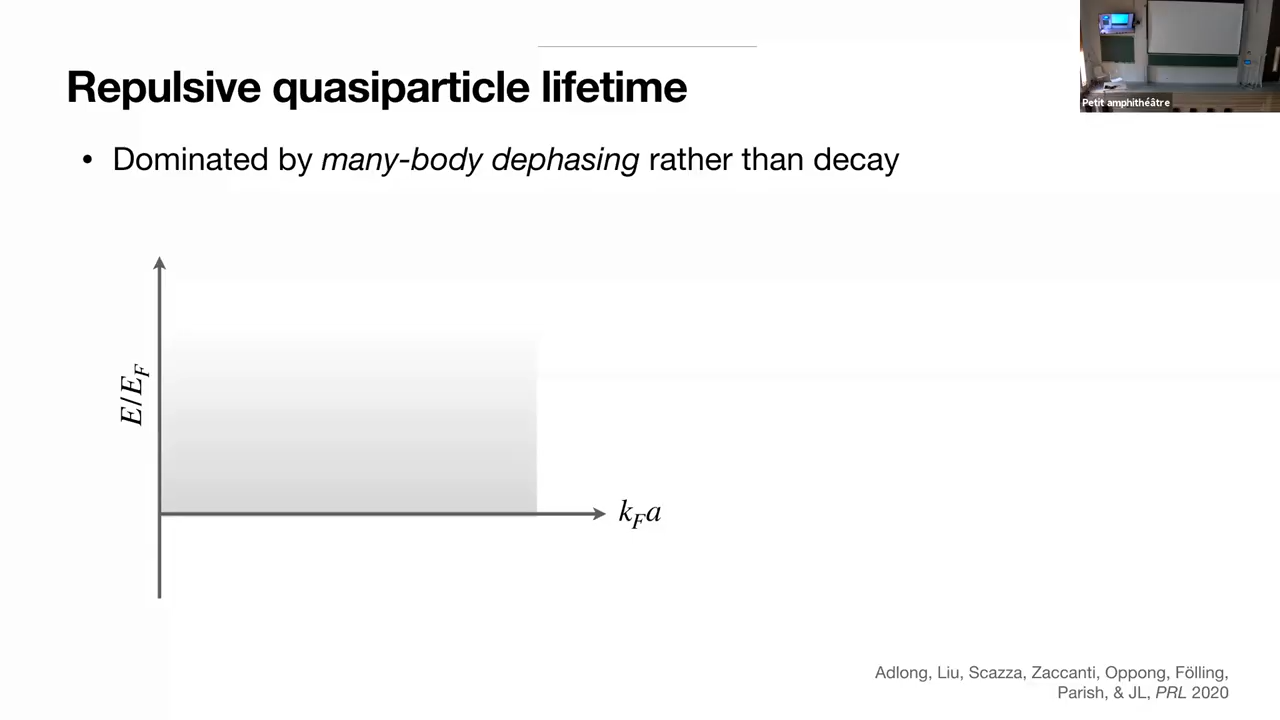 Repulsive quasiparticle lifetime
Petit amphithéâtre
• Dominated by many-body dephasing rather than decay
E/E_F
k_Fa
Adlong, Liu, Scazza, Zaccanti, Oppong, Fölling,
Parish, & JL, PRL 2020